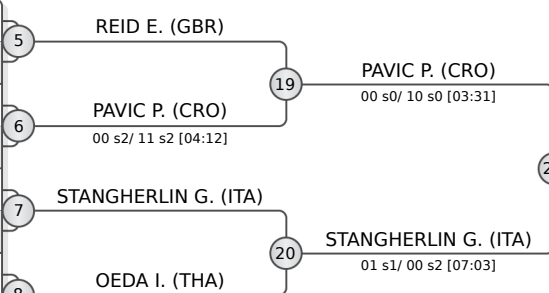 REID E. (GBR)
5
19
PAVIC P. (CRO)
00 s0/ 10 s0 [03:31]
PAVIC P. (CRO)
6
00 s2/ 11 s2 [04:12]
STANGHERLIN G. (ITA)
7
20
STANGHERLIN G. (ITA)
01 s1/ 00 s2 [07:03]
OEDA I. (THA)
8